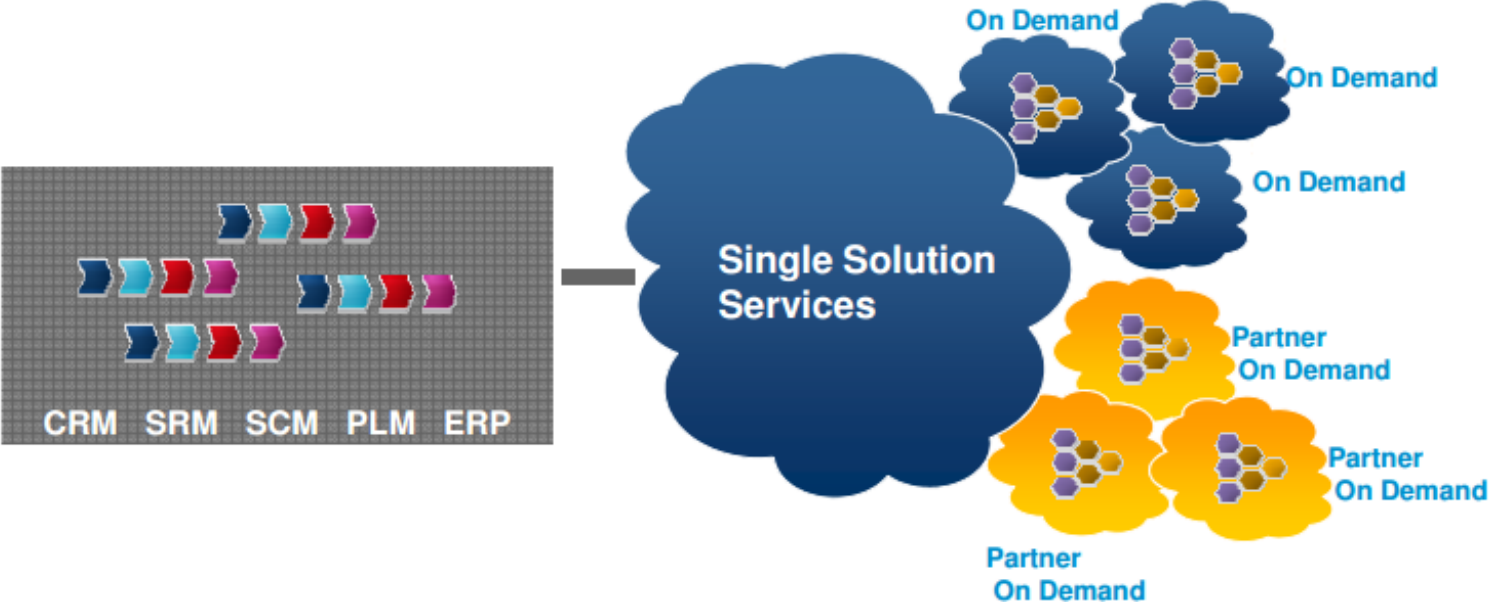 On Demand
On Demand
On Demand
Single Solution
Services
Partner
On Demand
CRM SRM SCM PLM ERP
Partner
On Demand
Partner
On Demand